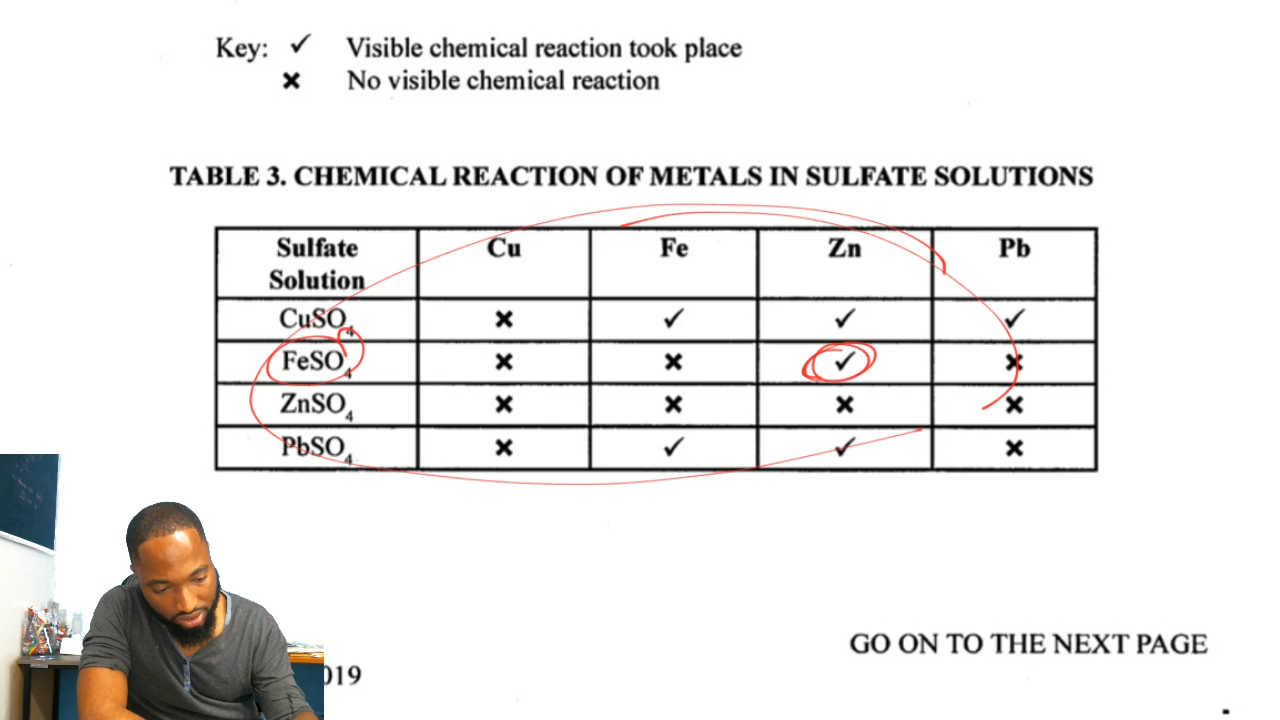 Key: ✓ Visible chemical reaction took place
✖ No visible chemical reaction
TABLE 3. CHEMICAL REACTION OF METALS IN SULFATE SOLUTIONS
Sulfate Solution Cu Fe Zn Pb
CuSO₄ ✖ ✓ ✓ ✓
FeSO₄ ✖ ✖ ✓ ✖
ZnSO₄ ✖ ✖ ✖ ✖
PbSO₄ ✖ ✓ ✓ ✖
GO ON TO THE NEXT PAGE
019